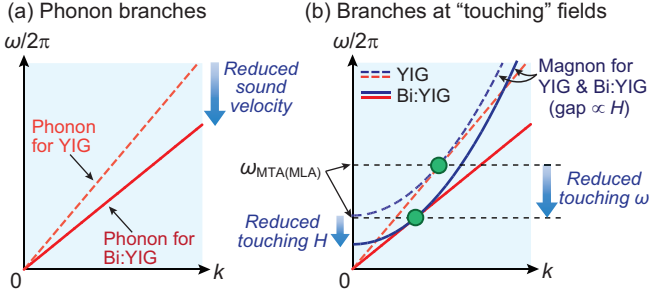 (a) Phonon branches
ω/2π
Reduced
sound
velocity
Phonon
for YIG
Phonon for
Bi:YIG
0
k
(b) Branches at “touching” fields
ω/2π
YIG
Bi:YIG
Magnon for
YIG & Bi:YIG
(gap ∝ H)
ωMTA(MLA)
Reduced
touching H
Reduced
touching ω
0
k